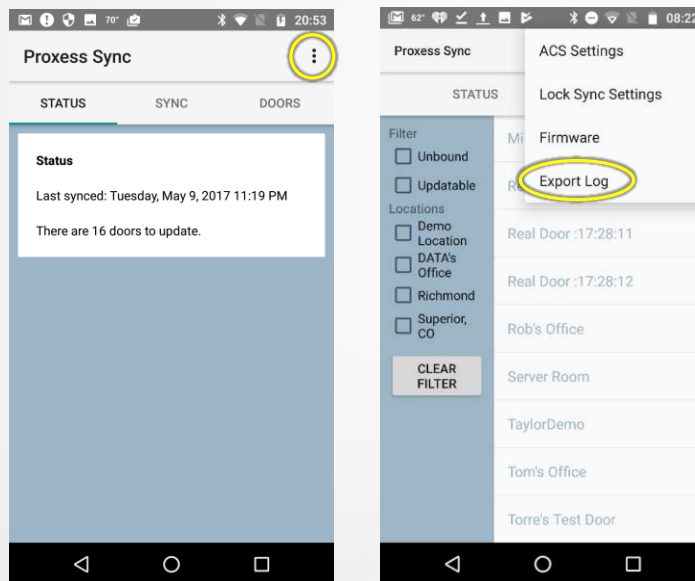 70°
20:53
Proxess Sync
STATUS
SYNC
DOORS
Status
Last synced: Tuesday, May 9, 2017 11:19 PM
There are 16 doors to update.
62°
08:22
Proxess Sync
ACS Settings
Lock Sync Settings
Firmware
Export Log
STATUS
Filter
Unbound
Updatable
Locations
Demo
Location
DATA's
Office
Richmond
Superior,
CO
CLEAR
FILTER
Mi
Re
Real Door :17:28:11
Real Door :17:28:12
Rob's Office
Server Room
TaylorDemo
Tom's Office
Torre's Test Door